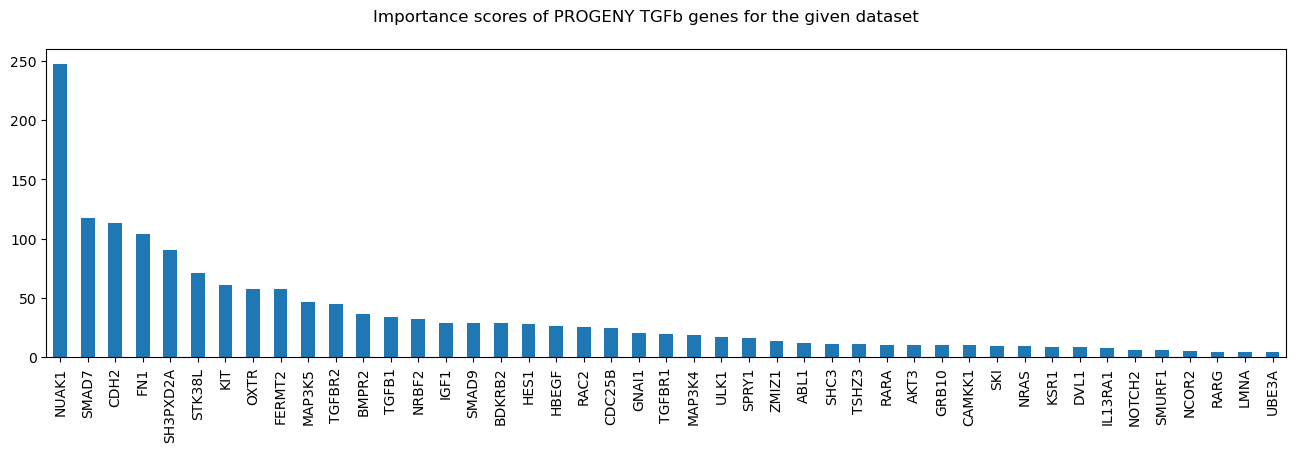 Importance scores of PROGENY TGFb genes for the given dataset
250
200
150
100
50
0
NUAK1
SMAD7
CDH2
FN1
SH3PXD2A
STK38L
KIT
OXTR
FERMT2
MAP3K5
TGFBR2
BMPR2
TGFB1
NRBF2
IGF1
SMAD9
BDKRB2
HES1
HBEGF
RAC2
CDC25B
GNAI1
TGFBR1
MAP3K4
ULK1
SPRY1
ZMIZ1
ABL1
SHC3
TSHZ3
RARA
AKT3
GRB10
CAMKK1
SKI
NRAS
KSR1
DVL1
IL13RA1
NOTCH2
SMURF1
NCOR2
RARG
LMNA
UBE3A